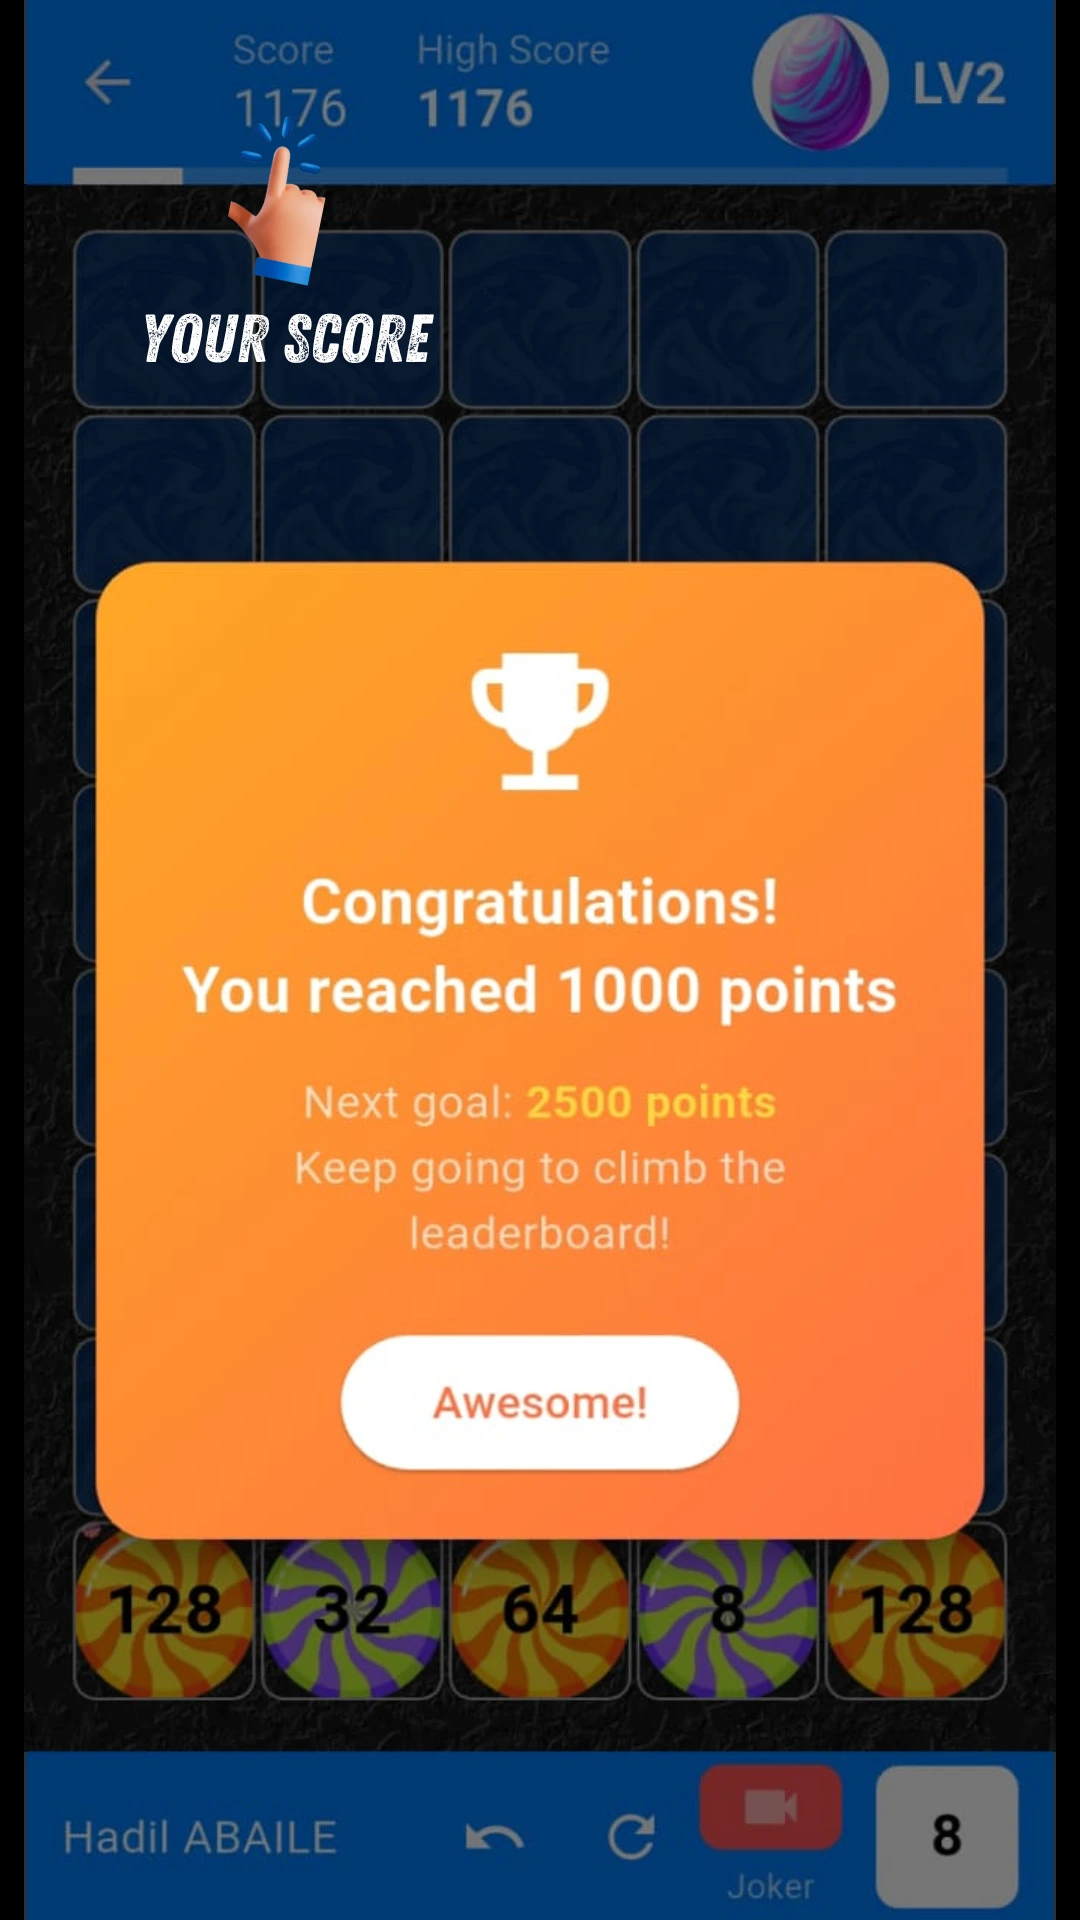 Score
High Score
1176
1176
LV2
YOUR SCORE
Congratulations!
You reached 1000 points
Next goal: 2500 points
Keep going to climb the
leaderboard!
Awesome!
128 32 64 8 128
Hadil ABAILE
Joker
8